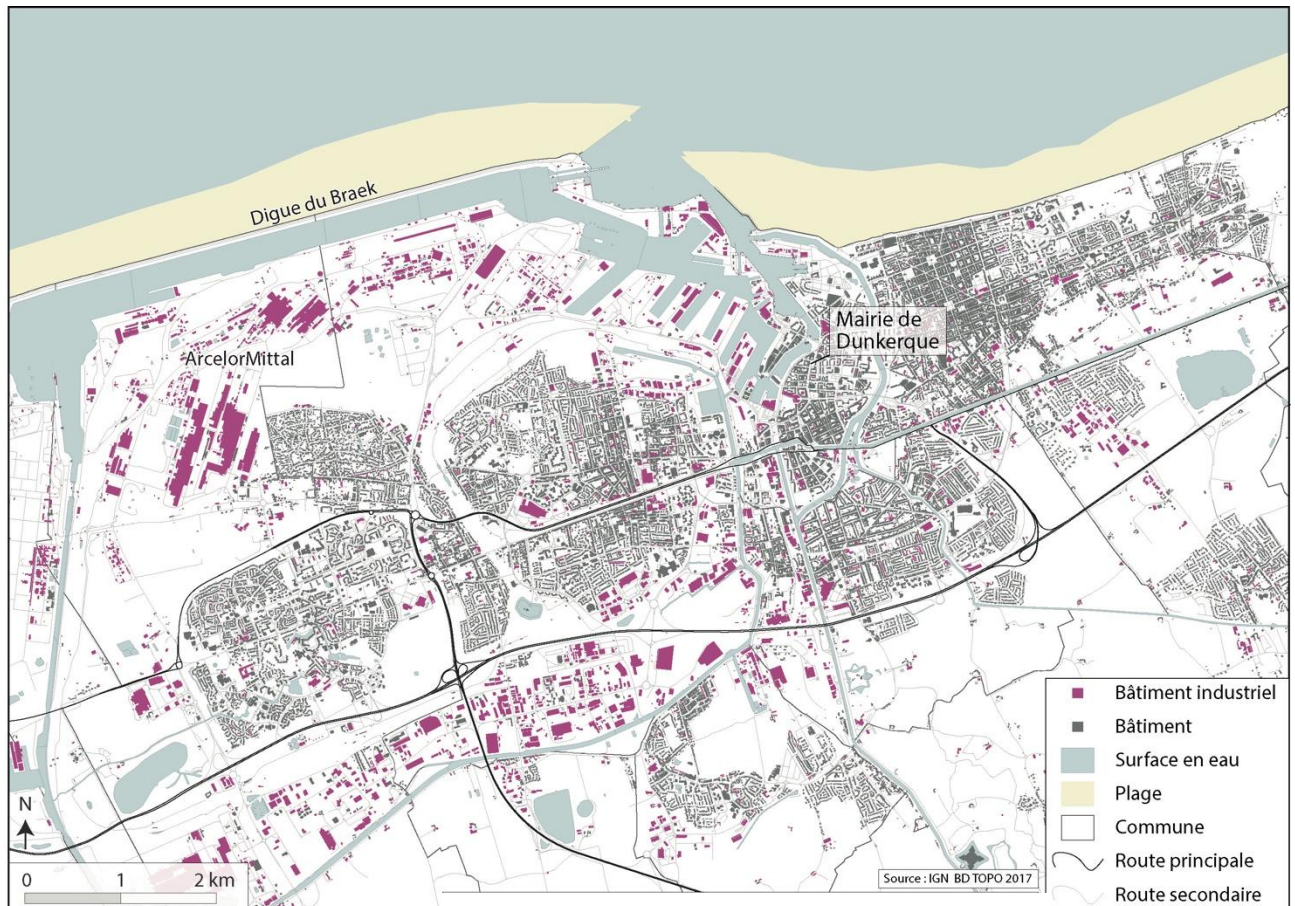 Digue du Braek
Mairie de
Dunkerque
ArcelorMittal
Bâtiment industriel
Bâtiment
Surface en eau
Plage
Commune
Route principale
Route secondaire
N
0 1 2 km
Source : IGN BD TOPO 2017